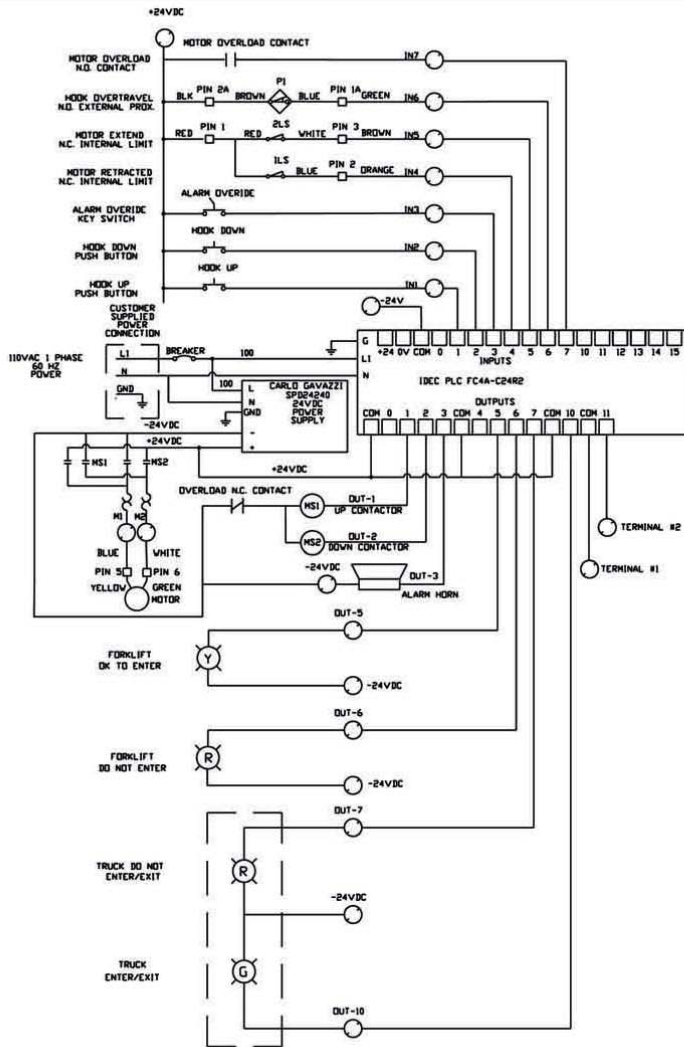 +24VDC
MOTOR OVERLOAD
N.O. CONTACT
MOTOR OVERLOAD CONTACT
IN7
HOOK OVERTRAVEL
N.O. EXTERNAL PROX.
BLK
PIN 2A
BROWN
P1
BLUE
PIN 1A
GREEN
IN6
MOTOR EXTEND
N.C. INTERNAL LIMIT
RED
PIN 1
RED
2LS
WHITE
PIN 3
BROWN
IN5
MOTOR RETRACTED
N.C. INTERNAL LIMIT
1LS
BLUE
PIN 2
ORANGE
IN4
ALARM OVERIDE
KEY SWITCH
ALARM OVERIDE
IN3
HOOK DOWN
PUSH BUTTON
HOOK DOWN
IN2
HOOK UP
PUSH BUTTON
HOOK UP
IN1
-24V
CUSTOMER
SUPPLIED
POWER
CONNECTION
110VAC 1 PHASE
60 HZ
POWER
L1
N
GND
BREAKER
100
100
G
L1
N
+24 0V COM 0 1 2 3 4 5 6 7 10 11 12 13 14 15
INPUTS
IDEC PLC FC4A-C24R2
OUTPUTS
COM 0 1 2 3 COM 4 5 6 7 COM 10 COM 11
L
N
GND
-
+
CARLO GAVAZZI
SPD24240
24VDC
POWER
SUPPLY
-24VDC
+24VDC
+24VDC
MS1
MS2
M1
M2
BLUE
WHITE
PIN 5
PIN 6
YELLOW
GREEN
MOTOR
OVERLOAD N.C. CONTACT
MS1
OUT-1
UP CONTACTOR
MS2
OUT-2
DOWN CONTACTOR
-24VDC
OUT-3
ALARM HORN
TERMINAL #2
TERMINAL #1
FORKLIFT
OK TO ENTER
Y
OUT-5
-24VDC
FORKLIFT
DO NOT ENTER
R
OUT-6
-24VDC
TRUCK DO NOT
ENTER/EXIT
R
OUT-7
-24VDC
TRUCK
ENTER/EXIT
G
OUT-10